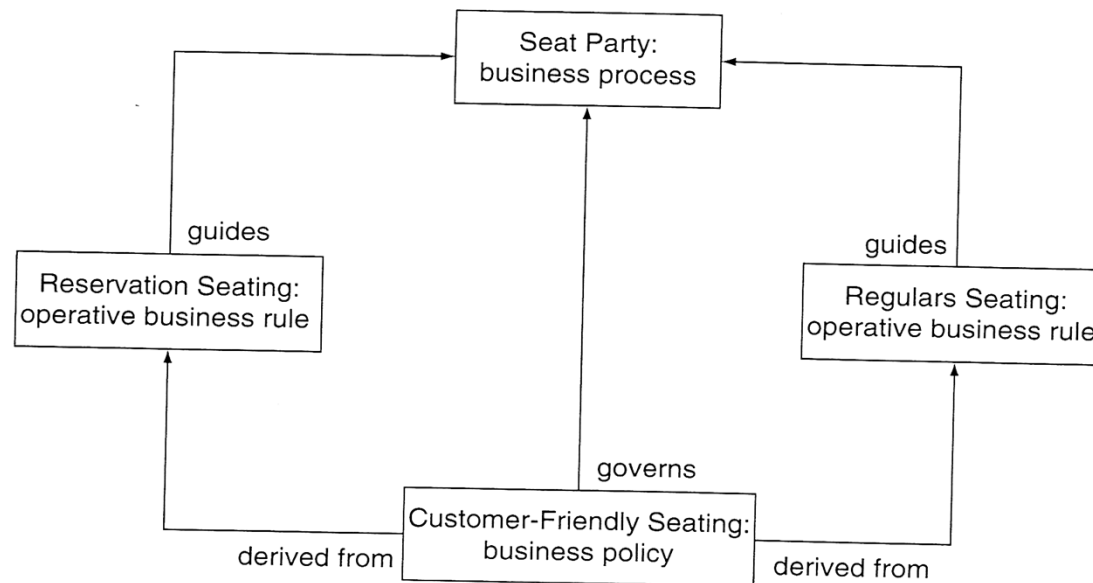 Seat Party:
business process
guides
guides
Reservation Seating:
operative business rule
Regulars Seating:
operative business rule
governs
Customer-Friendly Seating:
business policy
derived from
derived from